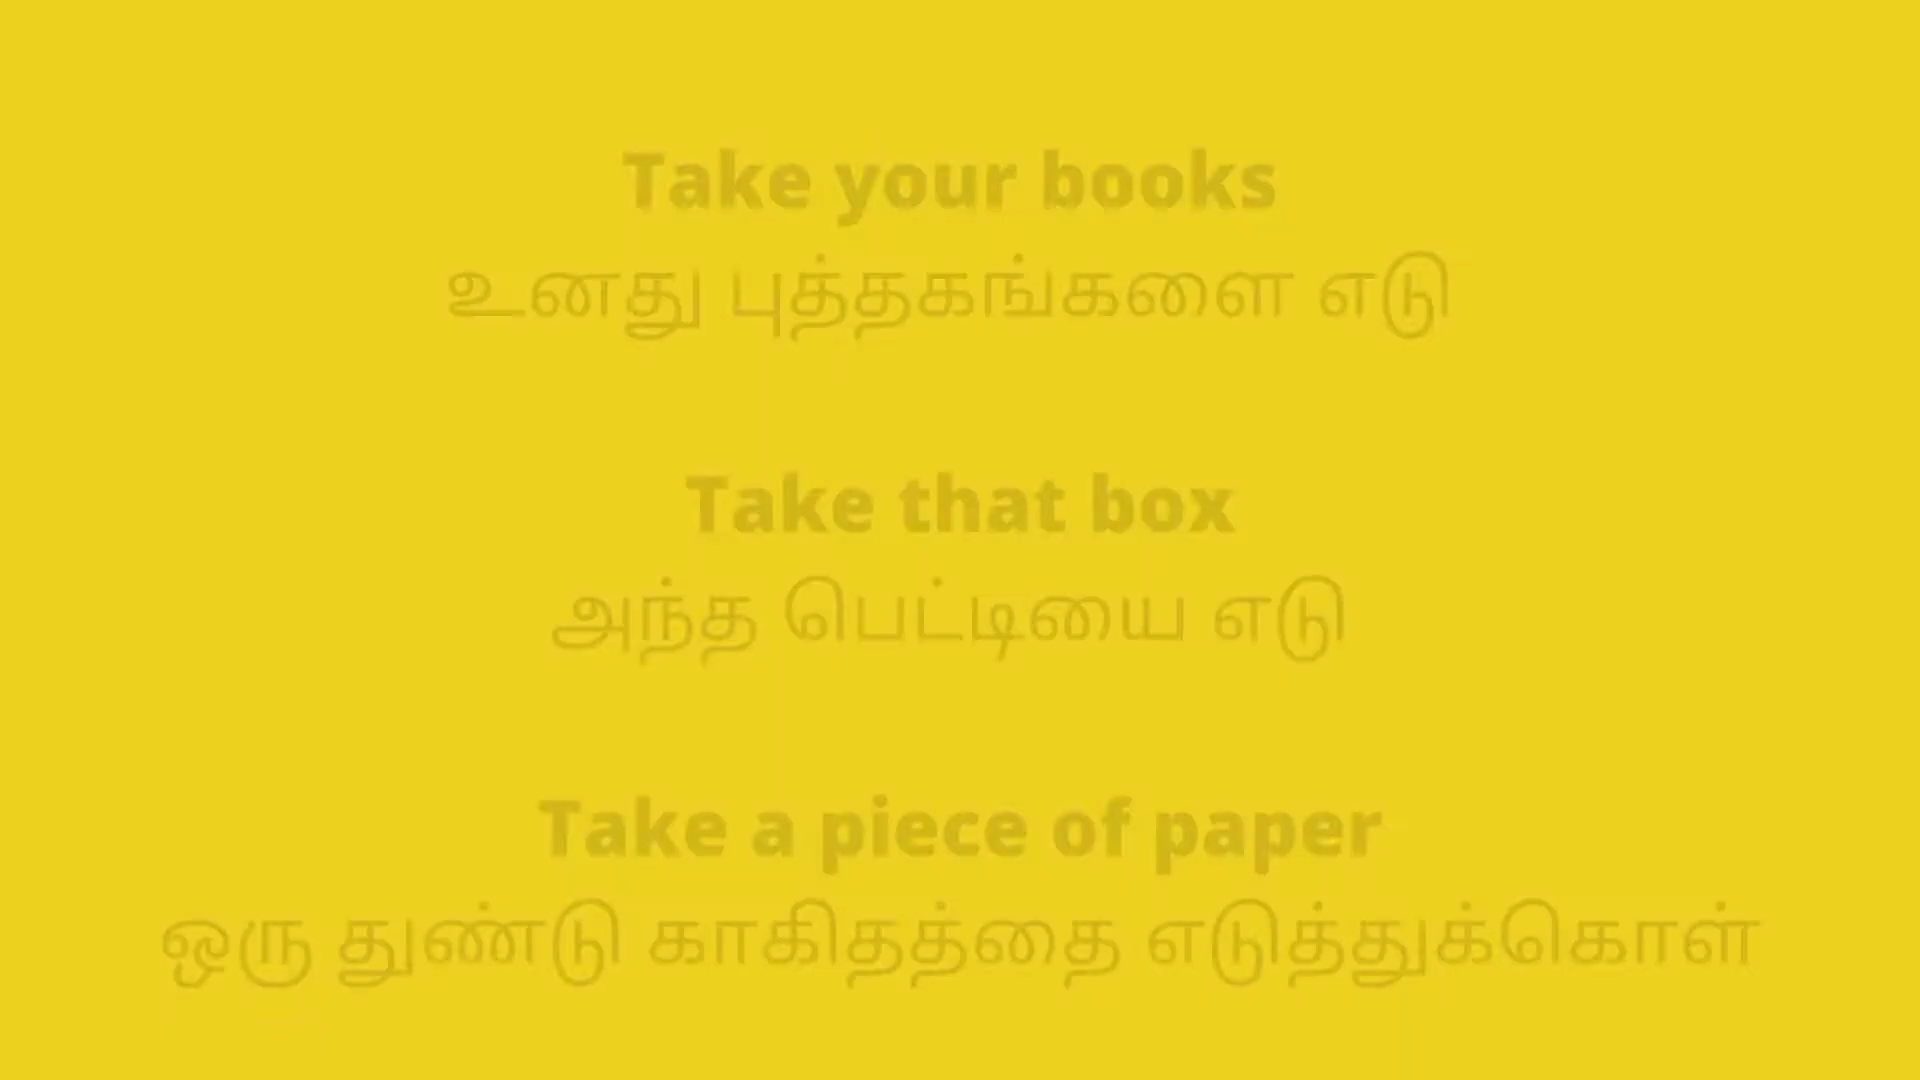 Take your books
உனது புத்தகங்களை எடு
Take that box
அந்த பெட்டியை எடு
Take a piece of paper
ஒரு துண்டு காகிதத்தை எடுத்துக்கொள்